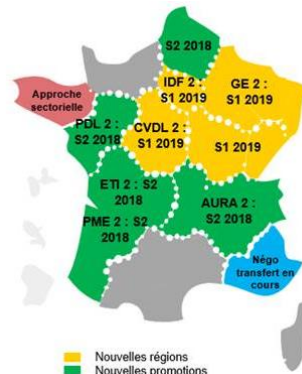 S2 2018
Approche
sectorielle
IDF 2 :
S1 2019
GE 2 :
S1 2019
PDL 2 :
S2 2018
CVDL 2 :
S1 2019
S1 2019
ETI 2 : S2
2018
PME 2 : S2
2018
AURA 2 :
S2 2018
Négo
transfert en
cours
Nouvelles régions
Nouvelles promotions